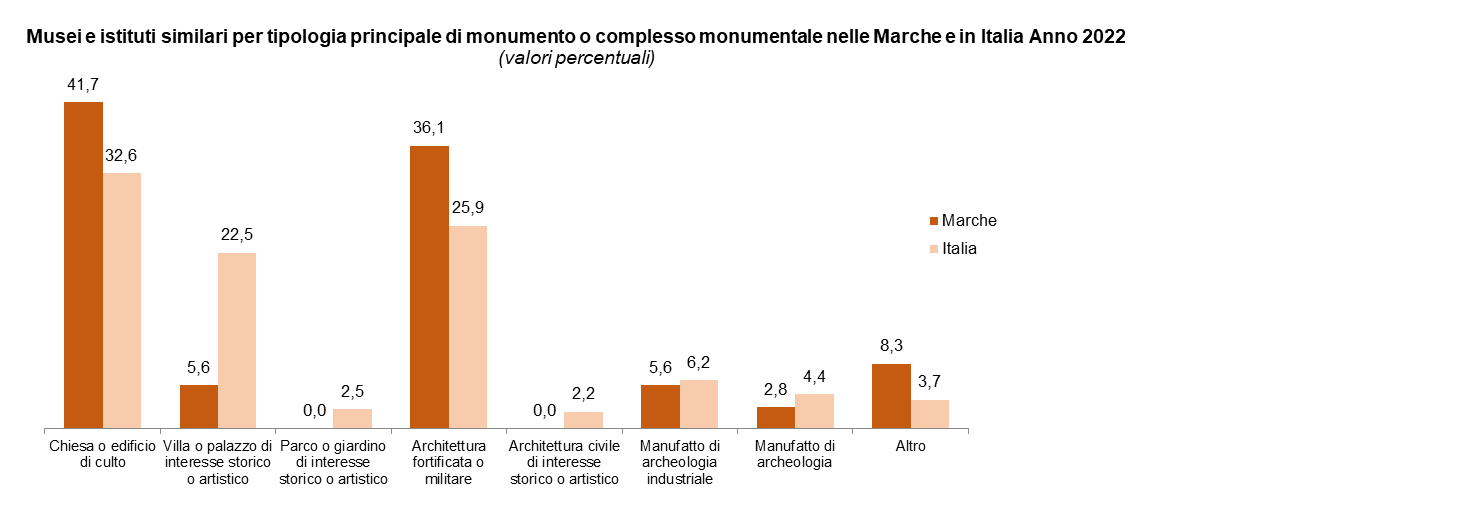 Musei e istituti similari per tipologia principale di monumento o complesso monumentale nelle Marche e in Italia Anno 2022
(valori percentuali)
41,7
32,6
5,6
22,5
0,0
2,5
36,1
25,9
0,0
2,2
5,6
6,2
2,8
4,4
8,3
3,7
Marche
Italia
Chiesa o edificio
di culto
Villa o palazzo di
interesse storico
o artistico
Parco o giardino
di interesse
storico o artistico
Architettura
fortificata o
militare
Architettura civile
di interesse
storico o artistico
Manufatto di
archeologia
industriale
Manufatto di
archeologia
Altro